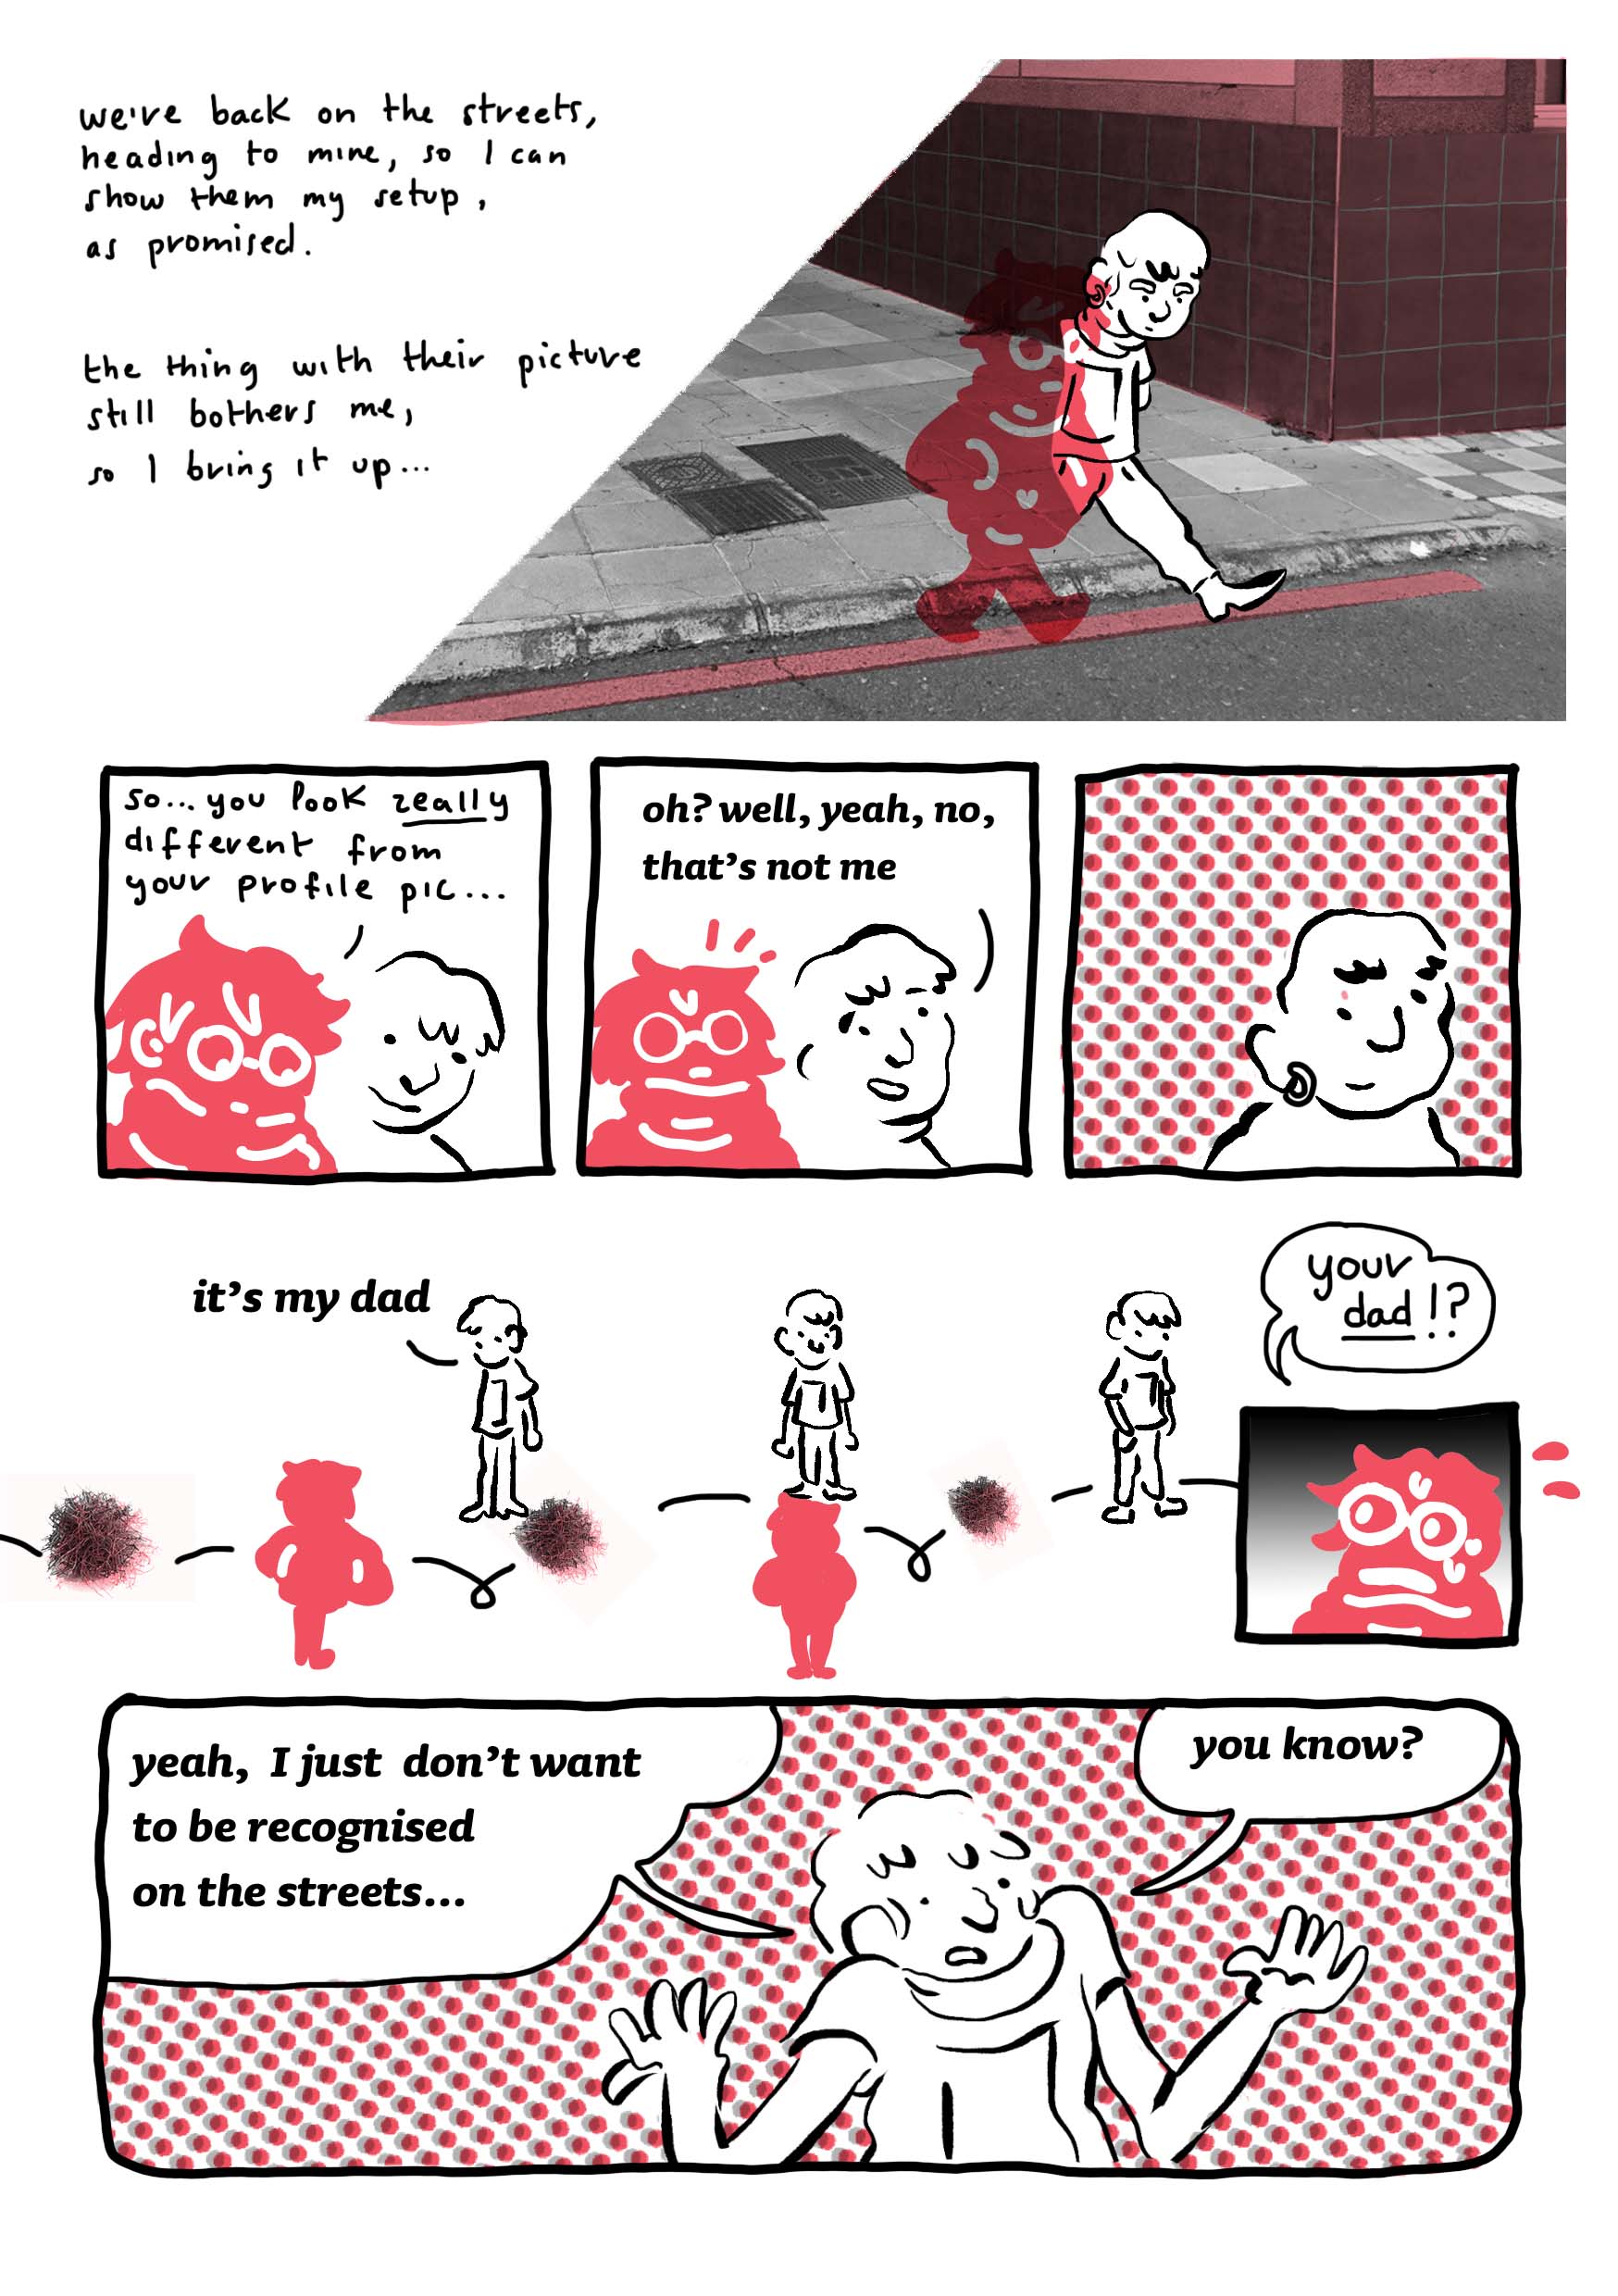 we're back on the streets,
heading to mine, so I can
show them my setup,
as promised.
the thing with their picture
still bothers me,
so I bring it up...
so... you look really
different from
your profile pic...
oh? well, yeah, no,
that's not me
it's my dad
your
dad!?
yeah, I just don't want
to be recognised
on the streets...
you know?